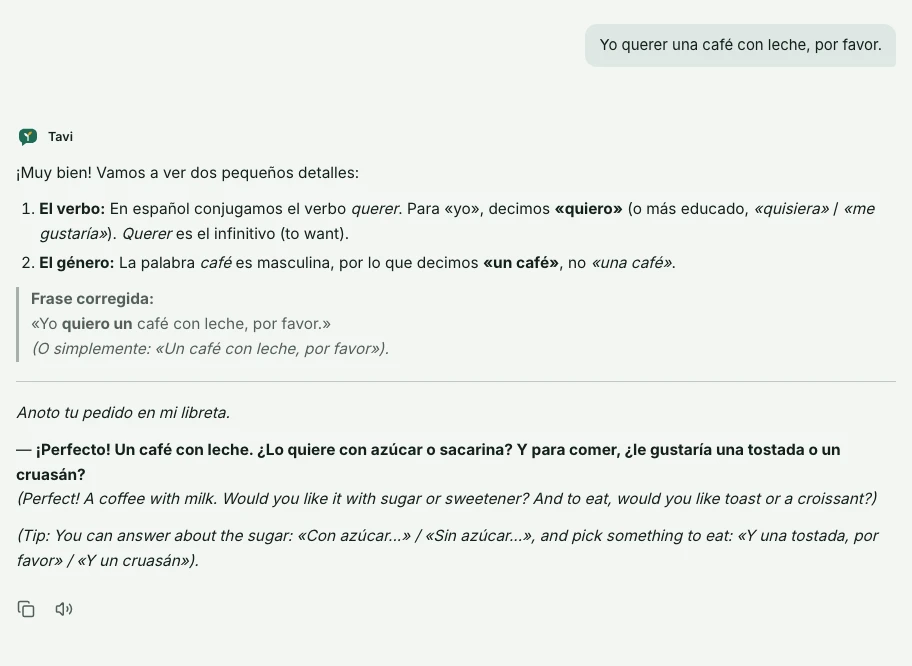 Yo querer una café con leche, por favor.
Tavi
¡Muy bien! Vamos a ver dos pequeños detalles:
1. El verbo: En español conjugamos el verbo querer. Para «yo», decimos «quiero» (o más educado, «quisiera» / «me
gustaría»). Querer es el infinitivo (to want).
2. El género: La palabra café es masculina, por lo que decimos «un café», no «una café».
Frase corregida:
«Yo quiero un café con leche, por favor.»
(O simplemente: «Un café con leche, por favor»).
Anoto tu pedido en mi libreta.
— ¡Perfecto! Un café con leche. ¿Lo quiere con azúcar o sacarina? Y para comer, ¿le gustaría una tostada o un
cruasán?
(Perfect! A coffee with milk. Would you like it with sugar or sweetener? And to eat, would you like toast or a croissant?)
(Tip: You can answer about the sugar: «Con azúcar...» / «Sin azúcar...», and pick something to eat: «Y una tostada, por
favor» / «Y un cruasán»).